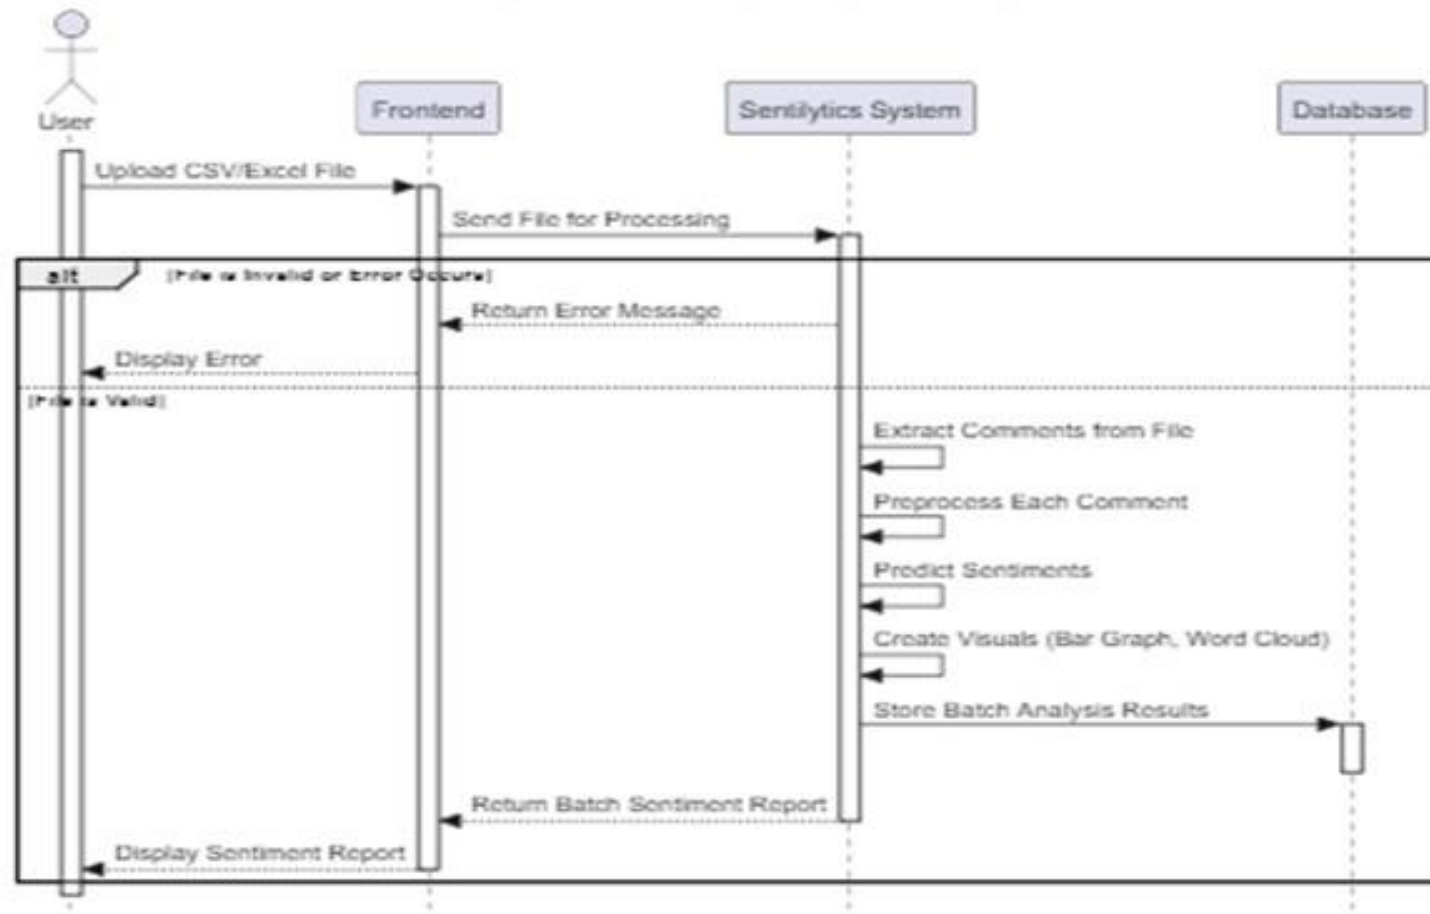 User
Frontend
Sentilytics System
Database
Upload CSV/Excel File
Send File for Processing
alt
[File is Invalid or Error Occurs]
Return Error Message
Display Error
[File is Valid]
Extract Comments from File
Preprocess Each Comment
Predict Sentiments
Create Visuals (Bar Graph, Word Cloud)
Store Batch Analysis Results
Return Batch Sentiment Report
Display Sentiment Report